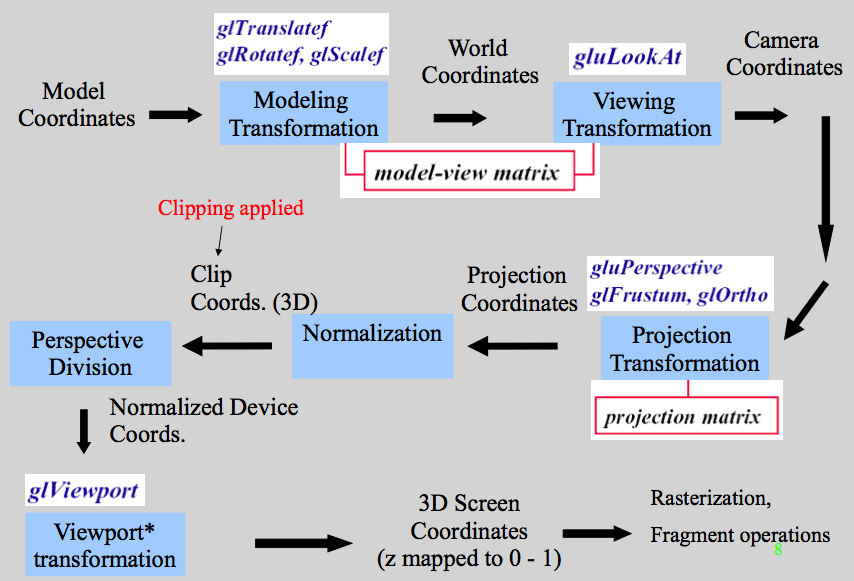 glTranslatef
glRotatef, glScalef
World
Coordinates
gluLookAt
Camera
Coordinates
Model
Coordinates
Modeling
Transformation
Viewing
Transformation
model-view matrix
Clipping applied
Clip
Coords. (3D)
Projection
Coordinates
gluPerspective
glFrustum, glOrtho
Perspective
Division
Normalization
Projection
Transformation
projection matrix
Normalized Device
Coords.
glViewport
Viewport*
transformation
3D Screen
Coordinates
(z mapped to 0 - 1)
Rasterization,
Fragment operations
8